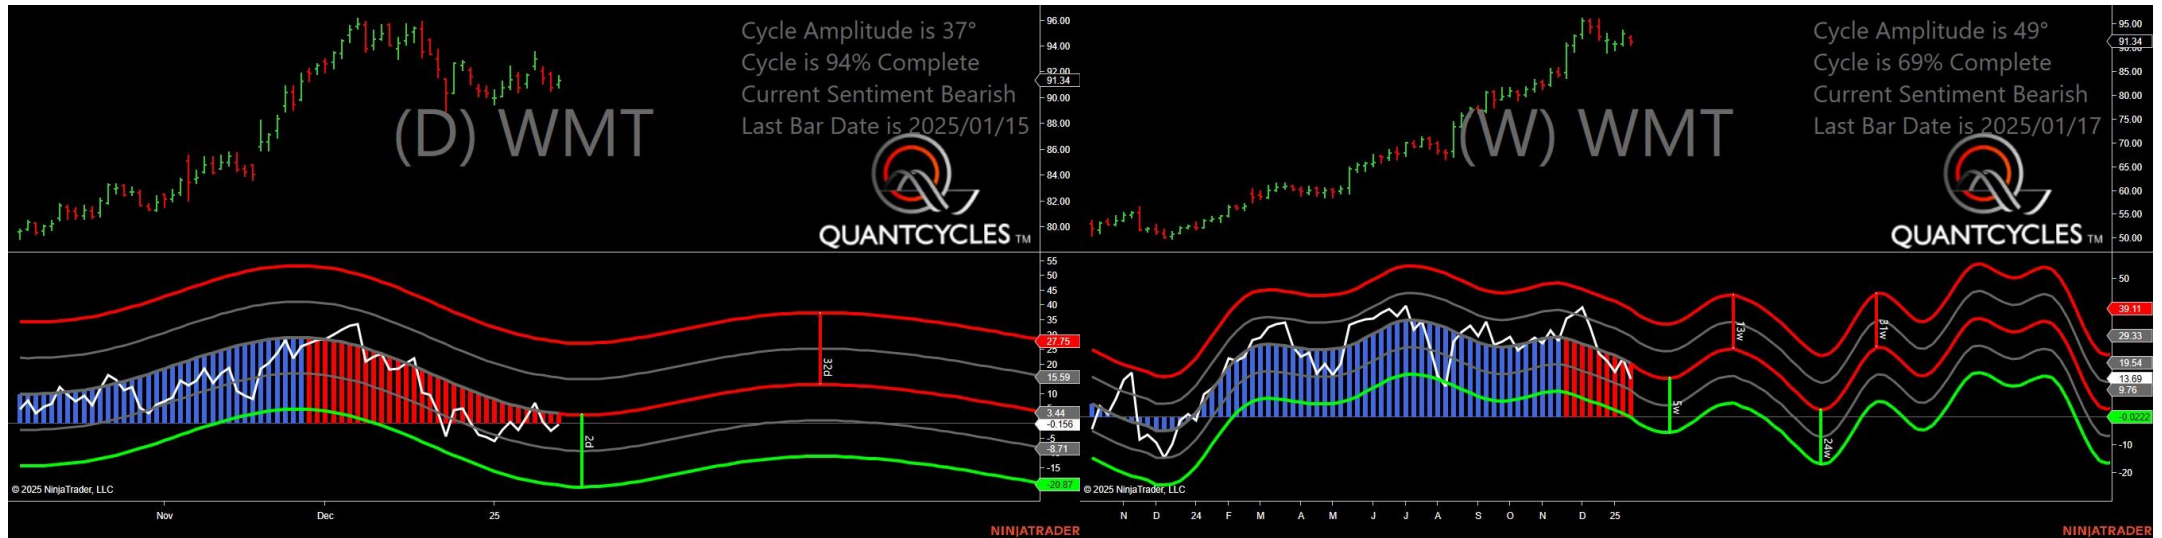 Cycle Amplitude is 37°
Cycle is 94% Complete
Current Sentiment Bearish
Last Bar Date is 2025/01/15
(D) WMT
QUANTCYCLES TM
96.00
94.00
92.00
91.34
90.00
88.00
86.00
84.00
82.00
80.00
55
50
45
40
35
27.75
25
20
15.59
10
3.44
-0.156
-5
-8.71
-15
-20.87
32d
2d
© 2025 NinjaTrader, LLC
Nov
Dec
25
NINJATRADER
Cycle Amplitude is 49°
Cycle is 69% Complete
Current Sentiment Bearish
Last Bar Date is 2025/01/17
(W) WMT
QUANTCYCLES TM
95.00
91.34
85.00
80.00
75.00
70.00
65.00
60.00
55.00
50.00
50
39.11
29.33
19.54
13.69
9.76
-0.0222
-10
-20
13w
31w
5w
24w
© 2025 NinjaTrader, LLC
N D 24 F M A M J J A S O N D 25
NINJATRADER